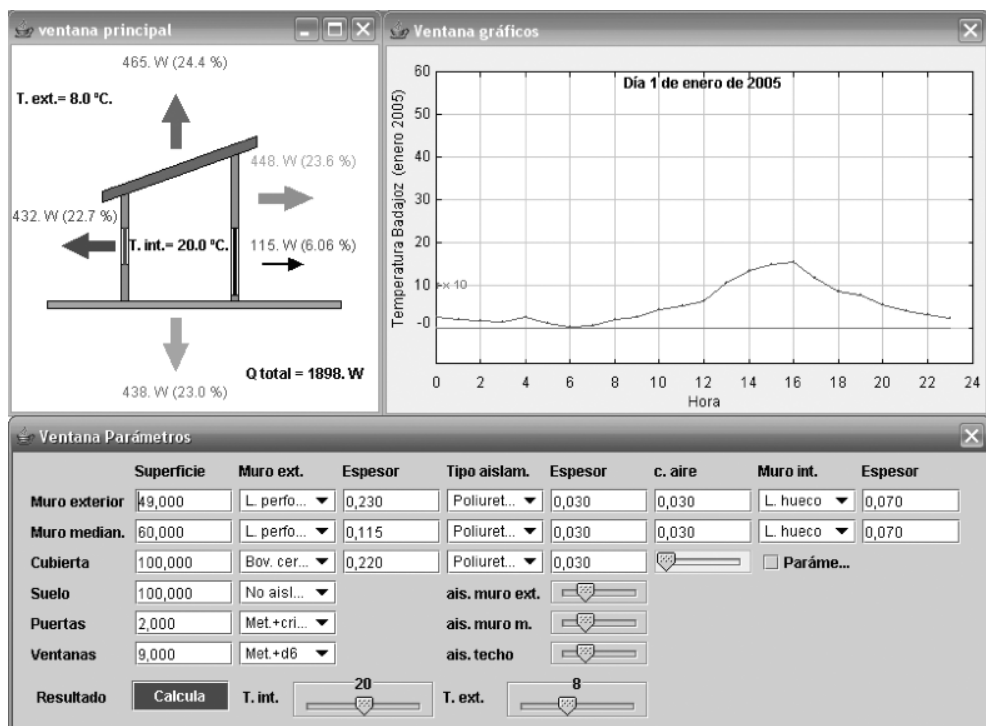 ventana principal
465. W (24.4 %)
T. ext.= 8.0 ºC.
448. W (23.6 %)
432. W (22.7 %)
T. int.= 20.0 ºC.
115. W (6.06 %)
Q total = 1898. W
438. W (23.0 %)
Ventana gráficos
Día 1 de enero de 2005
Temperatura Badajoz (enero 2005)
60
50
40
30
20
10
-0
x 10
0 2 4 6 8 10 12 14 16 18 20 22 24
Hora
Ventana Parámetros
Superficie Muro ext. Espesor Tipo aislam. Espesor c. aire Muro int. Espesor
Muro exterior 49,000 L. perfo... 0,230 Poliuret... 0,030 0,030 L. hueco 0,070
Muro median. 60,000 L. perfo... 0,115 Poliuret... 0,030 0,030 L. hueco 0,070
Cubierta 100,000 Bov. cer... 0,220 Poliuret... 0,030 Paráme...
Suelo 100,000 No aisl... ais. muro ext.
Puertas 2,000 Met.+cri... ais. muro m.
Ventanas 9,000 Met.+d6 ais. techo
Resultado Calcula T. int. 20 T. ext. 8